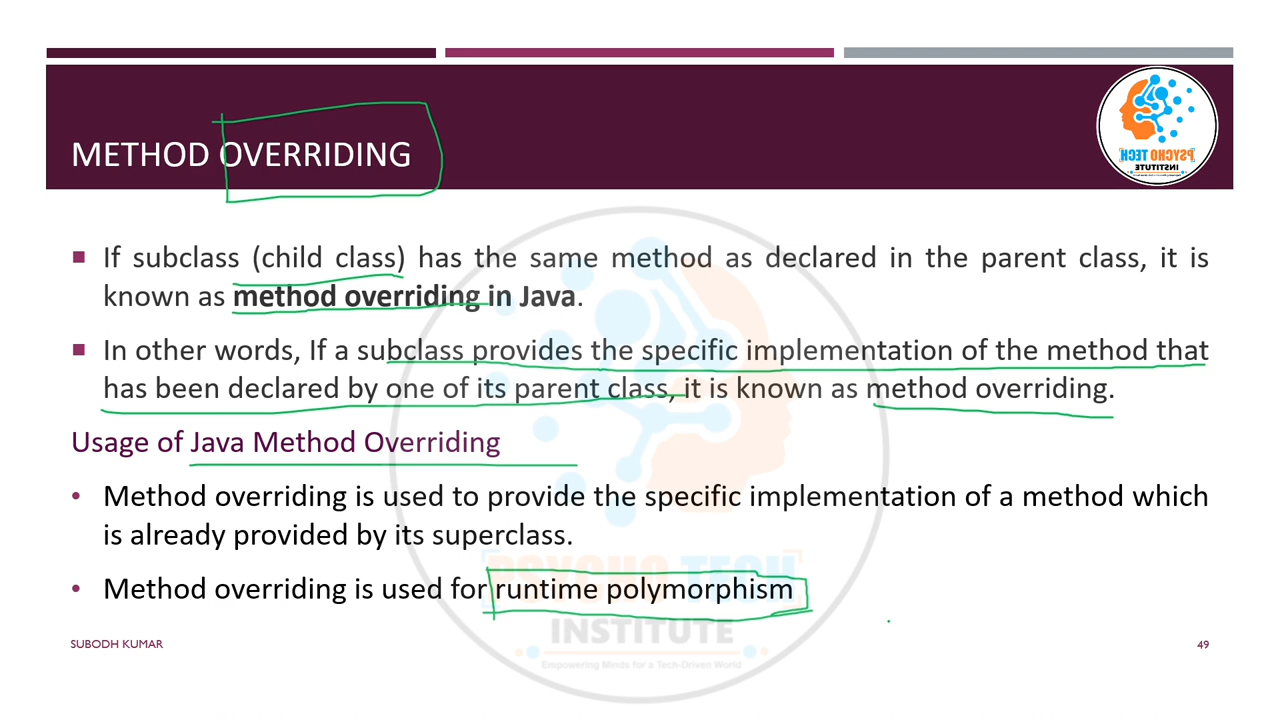 METHOD OVERRIDING
PSYCHO TECH
INSTITUTE
If subclass (child class) has the same method as declared in the parent class, it is
known as method overriding in Java.
In other words, If a subclass provides the specific implementation of the method that
has been declared by one of its parent class, it is known as method overriding.
Usage of Java Method Overriding
Method overriding is used to provide the specific implementation of a method which
is already provided by its superclass.
Method overriding is used for runtime polymorphism
PSYCHO TECH
INSTITUTE
Empowering Minds for a Tech-Driven World
SUBODH KUMAR
49